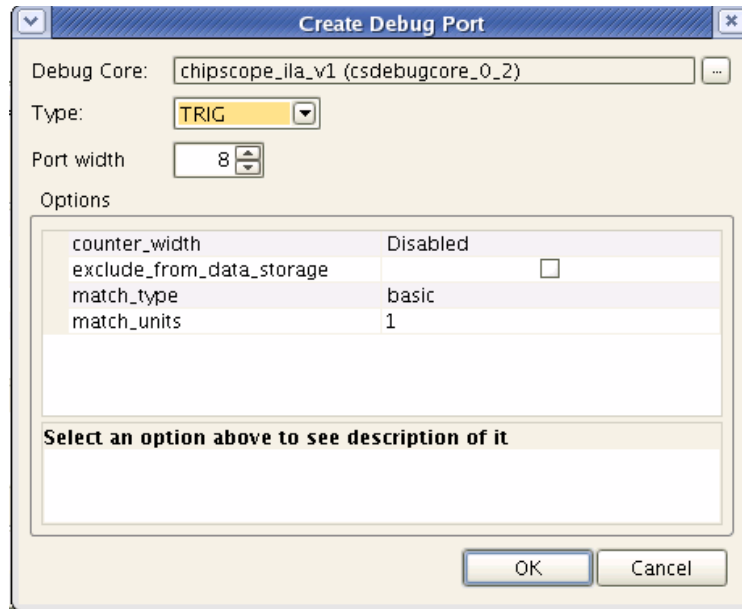 Create Debug Port
Debug Core: chipscope_ila_v1 (csdebugcore_0_2) ...
Type: TRIG
Port width 8
Options
counter_width Disabled
exclude_from_data_storage
match_type basic
match_units 1
Select an option above to see description of it
OK Cancel